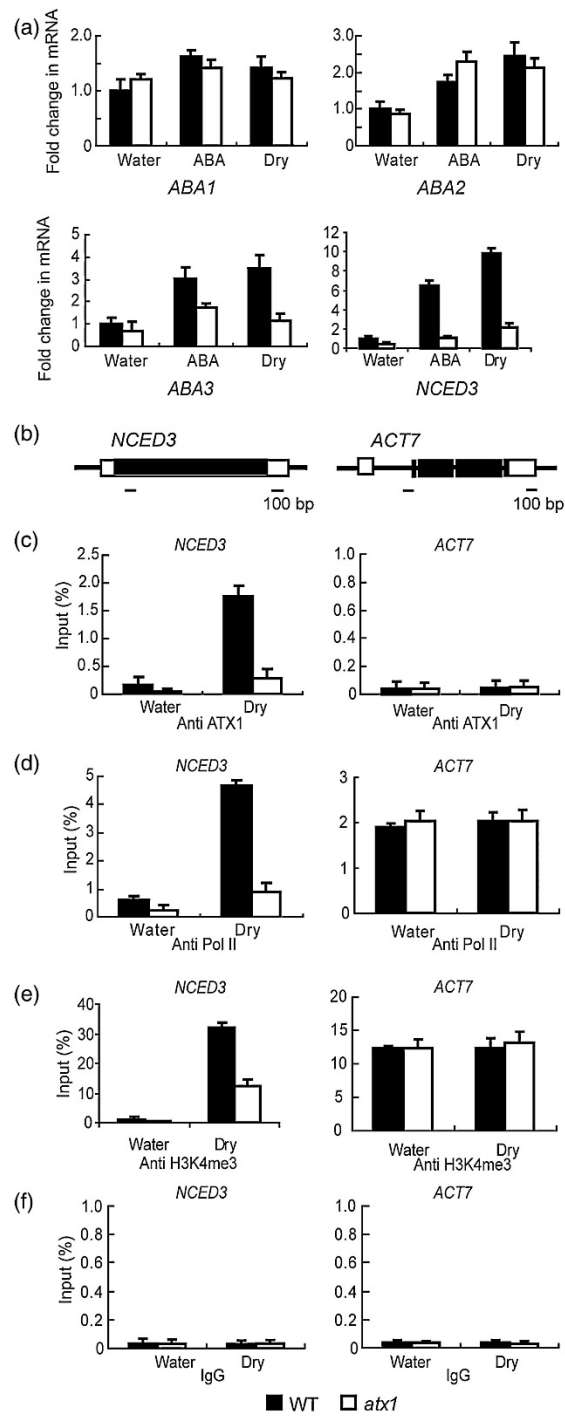 (a)
Fold change in mRNA
2.0
1.5
1.0
0.5
0
Water ABA Dry
ABA1
3.0
2.0
1.0
0
Water ABA Dry
ABA2
Fold change in mRNA
5
4
3
2
1
0
Water ABA Dry
ABA3
12
10
8
6
4
2
0
Water ABA Dry
NCED3
(b)
NCED3
100 bp
ACT7
100 bp
(c)
NCED3
Input (%)
2.5
2.0
1.5
1.0
0.5
0
Water Dry
Anti ATX1
ACT7
1.0
0.8
0.6
0.4
0.2
0
Water Dry
Anti ATX1
(d)
NCED3
Input (%)
5
4
3
2
1
0
Water Dry
Anti Pol II
ACT7
3
2
1
0
Water Dry
Anti Pol II
(e)
NCED3
Input (%)
40
30
20
10
0
Water Dry
Anti H3K4me3
ACT7
20
15
10
5
0
Water Dry
Anti H3K4me3
(f)
NCED3
Input (%)
1.0
0.8
0.6
0.4
0.2
0
Water Dry
IgG
ACT7
1.0
0.8
0.6
0.4
0.2
0
Water Dry
IgG
WT atx1